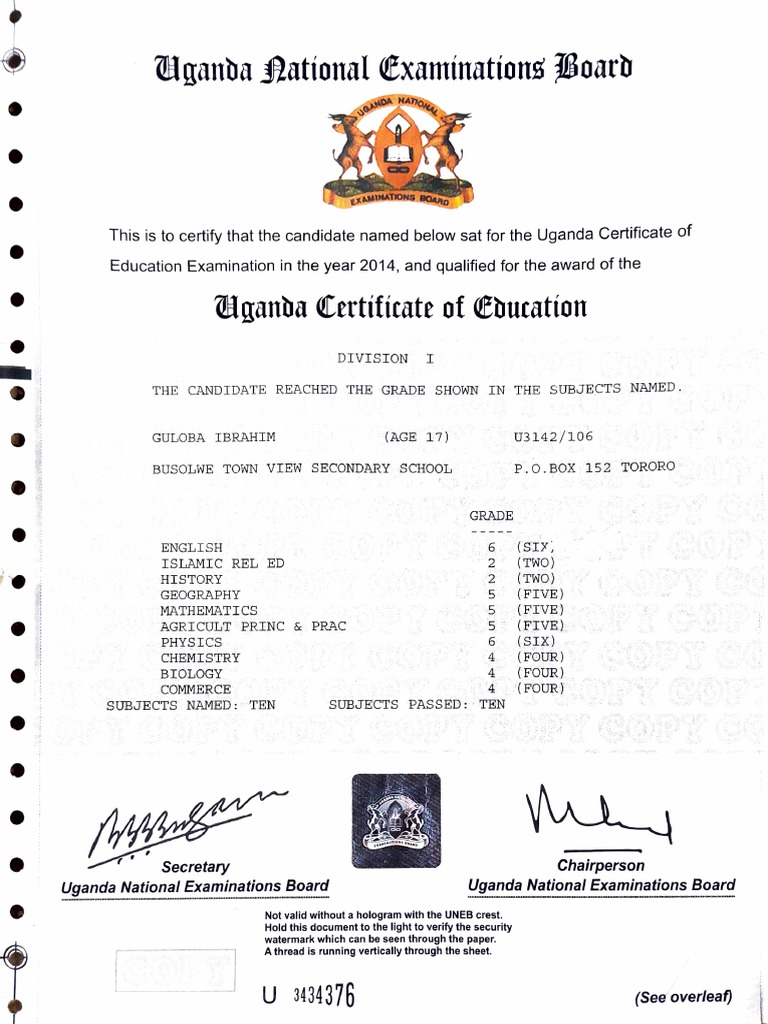 Uganda National Examinations Board
UGANDA NATIONAL
EXAMINATIONS BOARD
This is to certify that the candidate named below sat for the Uganda Certificate of
Education Examination in the year 2014, and qualified for the award of the
Uganda Certificate of Education
DIVISION I
THE CANDIDATE REACHED THE GRADE SHOWN IN THE SUBJECTS NAMED.
GULOBA IBRAHIM (AGE 17) U3142/106
BUSOLWE TOWN VIEW SECONDARY SCHOOL P.O.BOX 152 TORORO
GRADE
-----
ENGLISH 6 (SIX)
ISLAMIC REL ED 2 (TWO)
HISTORY 2 (TWO)
GEOGRAPHY 5 (FIVE)
MATHEMATICS 5 (FIVE)
AGRICULT PRINC & PRAC 5 (FIVE)
PHYSICS 6 (SIX)
CHEMISTRY 4 (FOUR)
BIOLOGY 4 (FOUR)
COMMERCE 4 (FOUR)
SUBJECTS NAMED: TEN SUBJECTS PASSED: TEN
Secretary
Uganda National Examinations Board
EXAMINATIONS BOARD
Chairperson
Uganda National Examinations Board
Not valid without a hologram with the UNEB crest.
Hold this document to the light to verify the security
watermark which can be seen through the paper.
A thread is running vertically through the sheet.
COPY
U 3434376
(See overleaf)